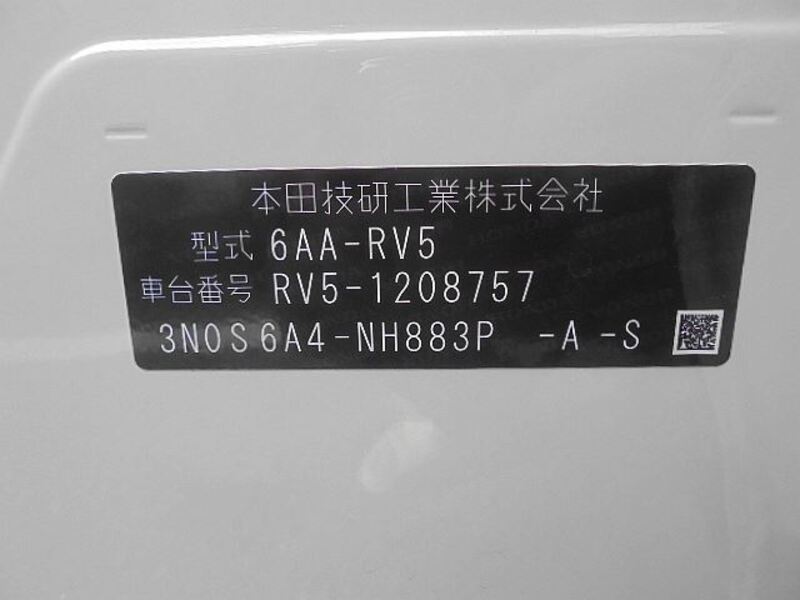 本田技研工業株式会社
型式 6AA-RV5
車台番号 RV5-1208757
3N0S6A4-NH883P -A -S